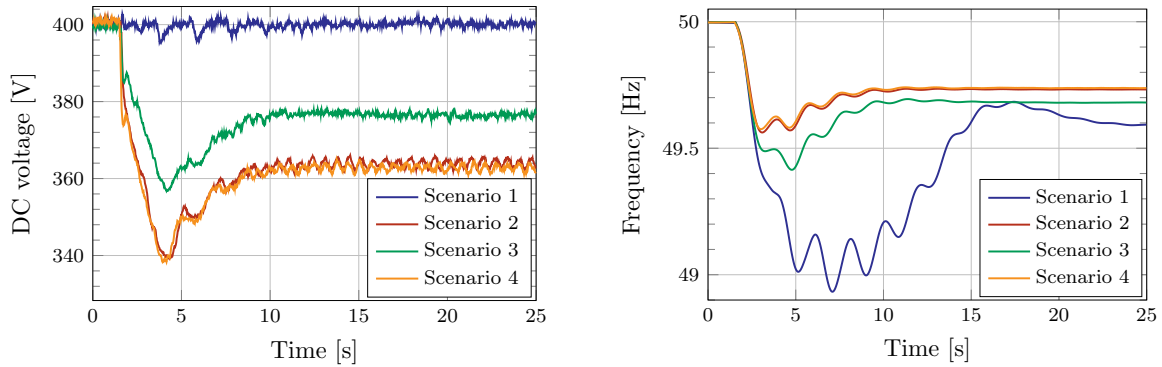 400
380
360
340
DC voltage [V]
Scenario 1
Scenario 2
Scenario 3
Scenario 4
0 5 10 15 20 25
Time [s]
50
49.5
49
Frequency [Hz]
Scenario 1
Scenario 2
Scenario 3
Scenario 4
0 5 10 15 20 25
Time [s]